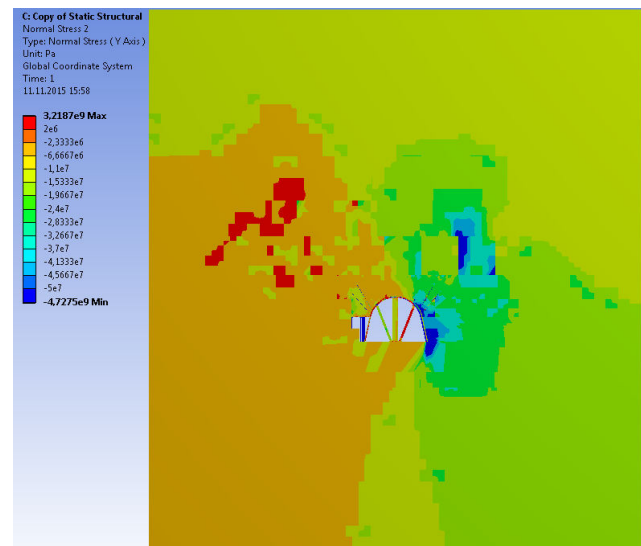 C: Copy of Static Structural
Normal Stress 2
Type: Normal Stress ( Y Axis )
Unit: Pa
Global Coordinate System
Time: 1
11.11.2015 15:58
3,2187e9 Max
2e6
-2,3333e6
-6,6667e6
-1,1e7
-1,5333e7
-1,9667e7
-2,4e7
-2,8333e7
-3,2667e7
-3,7e7
-4,1333e7
-4,5667e7
-5e7
-4,7275e9 Min